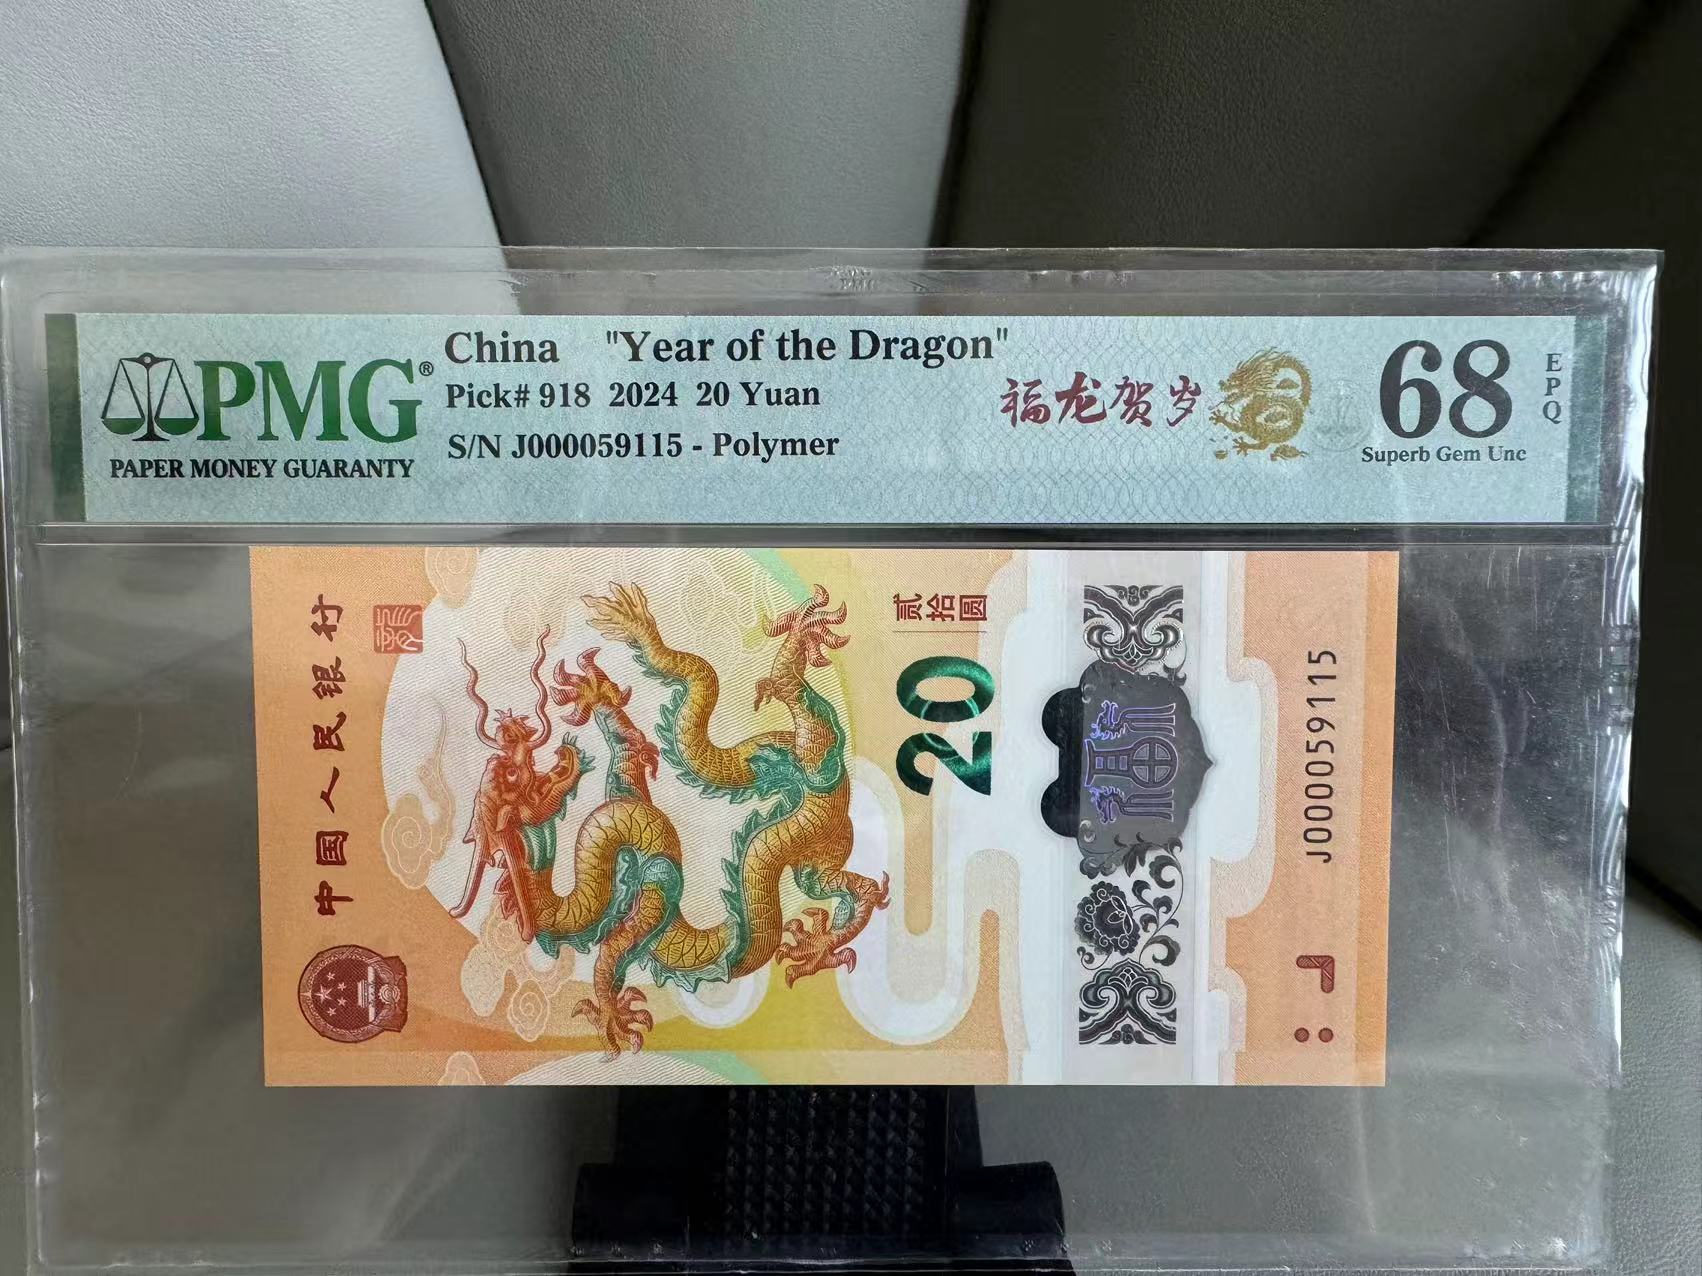 PMG®
PAPER MONEY GUARANTY
China "Year of the Dragon"
Pick# 918 2024 20 Yuan
S/N J000059115 - Polymer
福龙贺岁
68
EPQ
Superb Gem Unc
中国人民银行
贰拾圆
20
J000059115